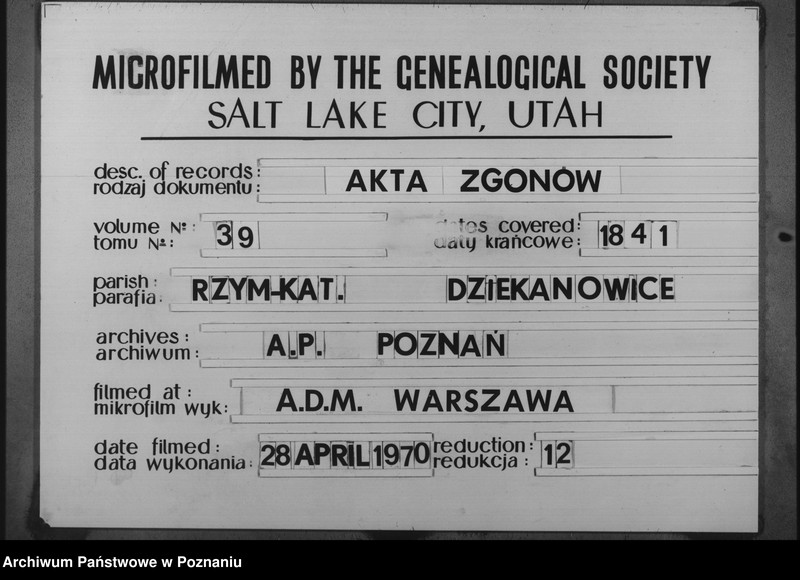 MICROFILMED BY THE GENEALOGICAL SOCIETY
SALT LAKE CITY, UTAH
desc. of records: AKTA ZGONÓW
rodzaj dokumentu:
volume №: 39 dates covered: 1841
tomu №: daty krańcowe:
parish: RZYM-KAT. DZIEKANOWICE
parafia:
archives: A.P. POZNAŃ
archiwum:
filmed at: A.D.M. WARSZAWA
mikrofilm wyk:
date filmed: 28 APRIL 1970 reduction: 12
data wykonania: redukcja:
Archiwum Państwowe w Poznaniu